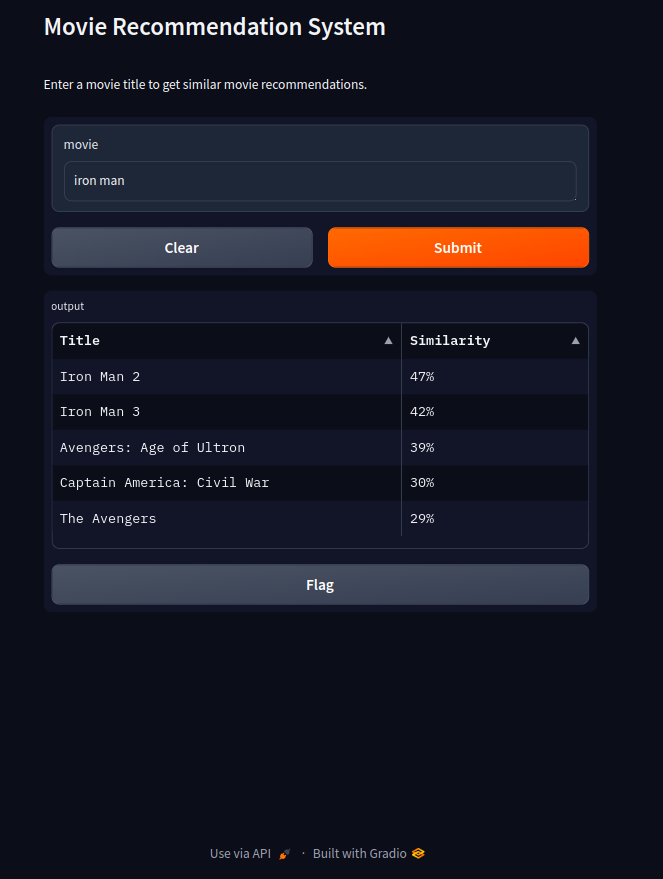 Movie Recommendation System
Enter a movie title to get similar movie recommendations.
movie
iron man
Clear Submit
output
Title ▲ Similarity ▲
Iron Man 2 47%
Iron Man 3 42%
Avengers: Age of Ultron 39%
Captain America: Civil War 30%
The Avengers 29%
Flag
Use via API · Built with Gradio